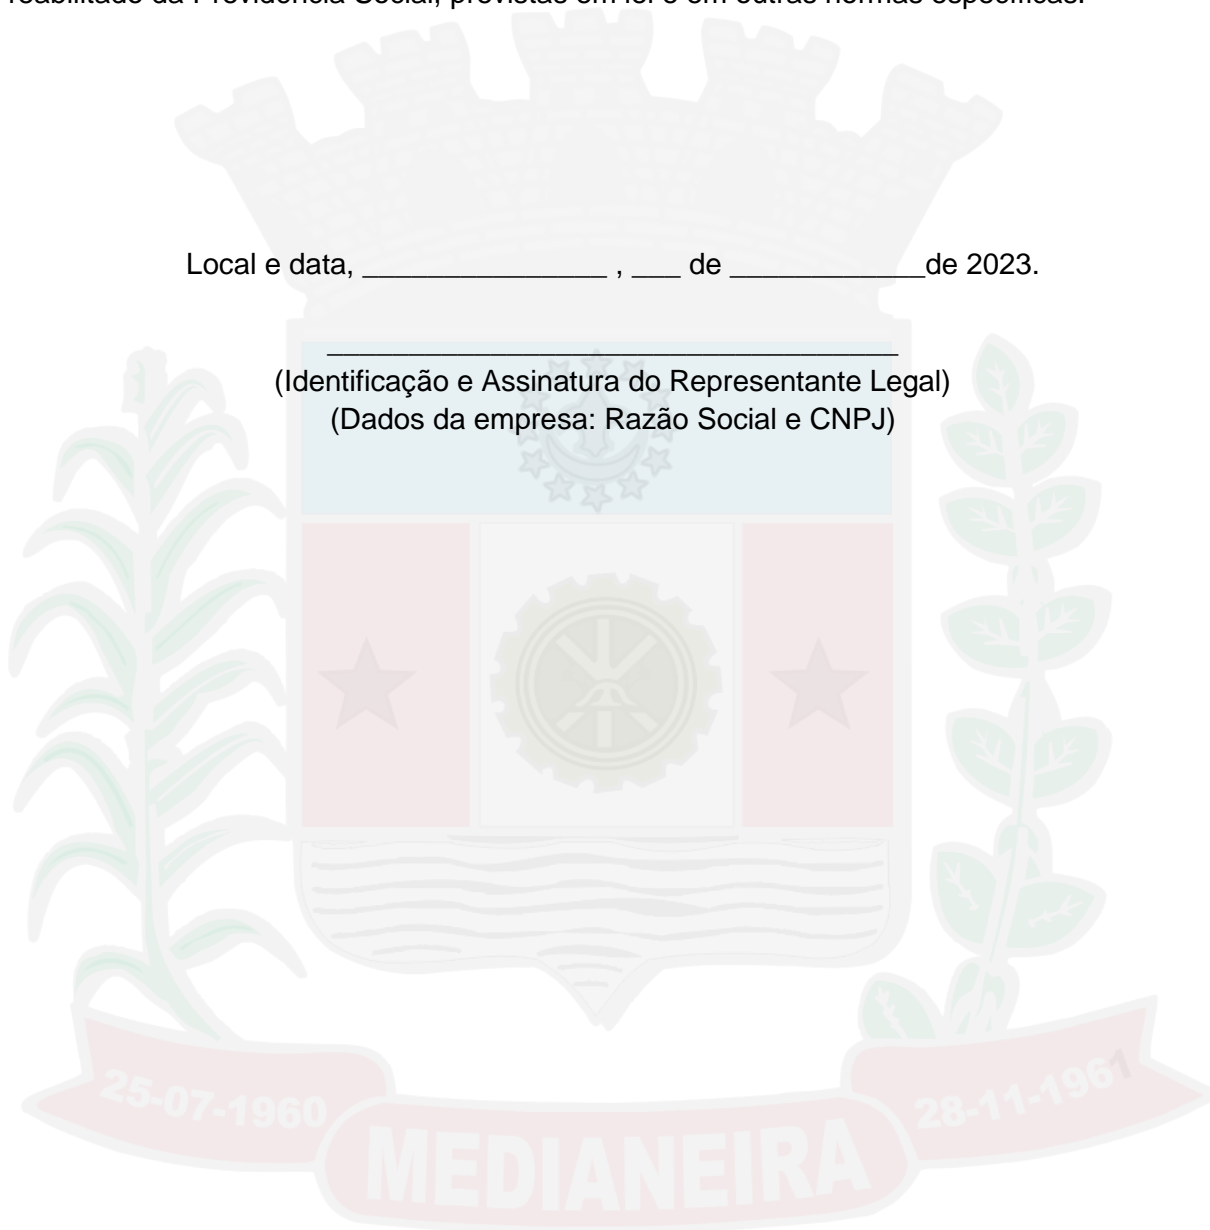 reabilitado da Previdência Social, previstas em lei e em outras normas específicas.
Local e data, _______________ , ___ de ____________de 2023.
___________________________________
(Identificação e Assinatura do Representante Legal)
(Dados da empresa: Razão Social e CNPJ)
25-07-1960
28-11-1961
MEDIANEIRA